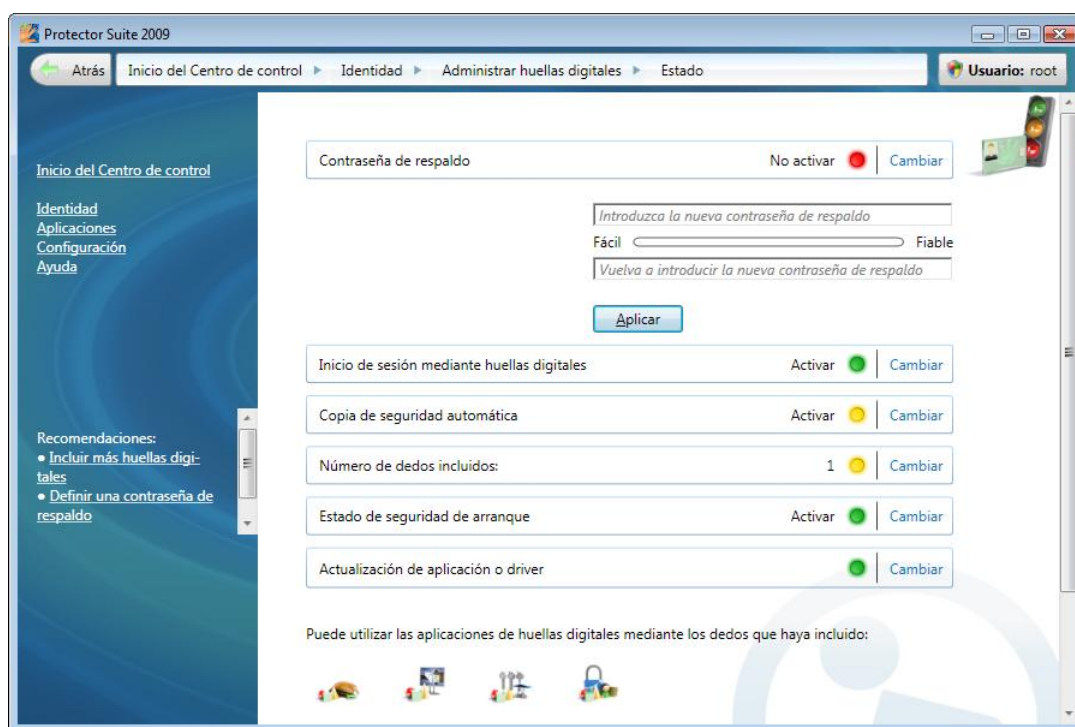 Protector Suite 2009
Atrás Inicio del Centro de control Identidad Administrar huellas digitales Estado Usuario: root
Inicio del Centro de control
Identidad
Aplicaciones
Configuración
Ayuda
Recomendaciones:
• Incluir más huellas digi-
tales
• Definir una contraseña de
respaldo
Contraseña de respaldo No activar Cambiar
Introduzca la nueva contraseña de respaldo
Fácil Fiable
Vuelva a introducir la nueva contraseña de respaldo
Aplicar
Inicio de sesión mediante huellas digitales Activar Cambiar
Copia de seguridad automática Activar Cambiar
Número de dedos incluidos: 1 Cambiar
Estado de seguridad de arranque Activar Cambiar
Actualización de aplicación o driver Cambiar
Puede utilizar las aplicaciones de huellas digitales mediante los dedos que haya incluido: